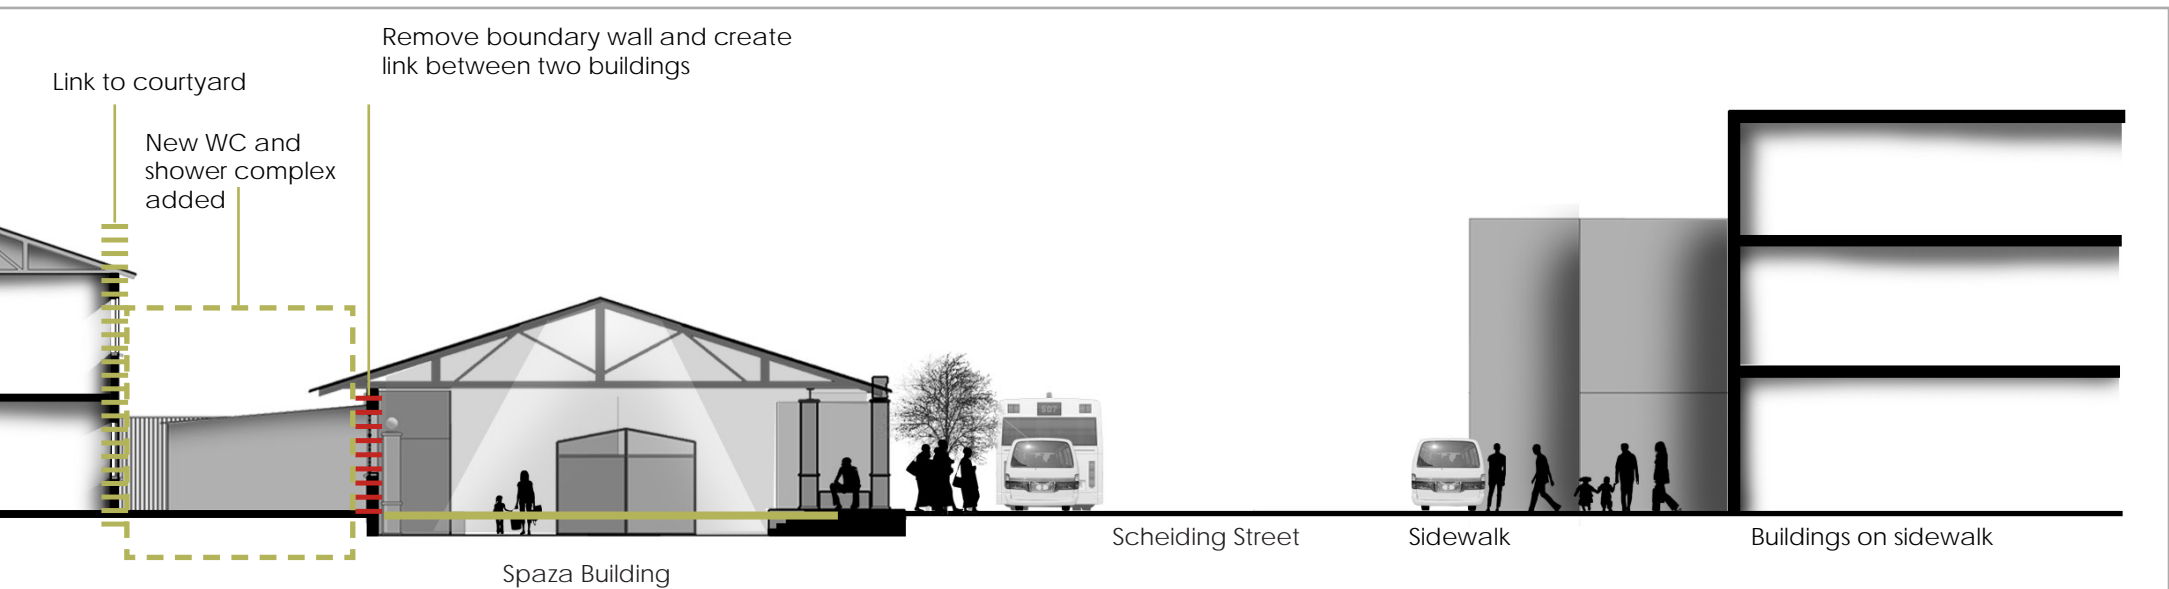 Remove boundary wall and create
link between two buildings
Link to courtyard
New WC and
shower complex
added
507
Scheiding Street
Sidewalk
Buildings on sidewalk
Spaza Building